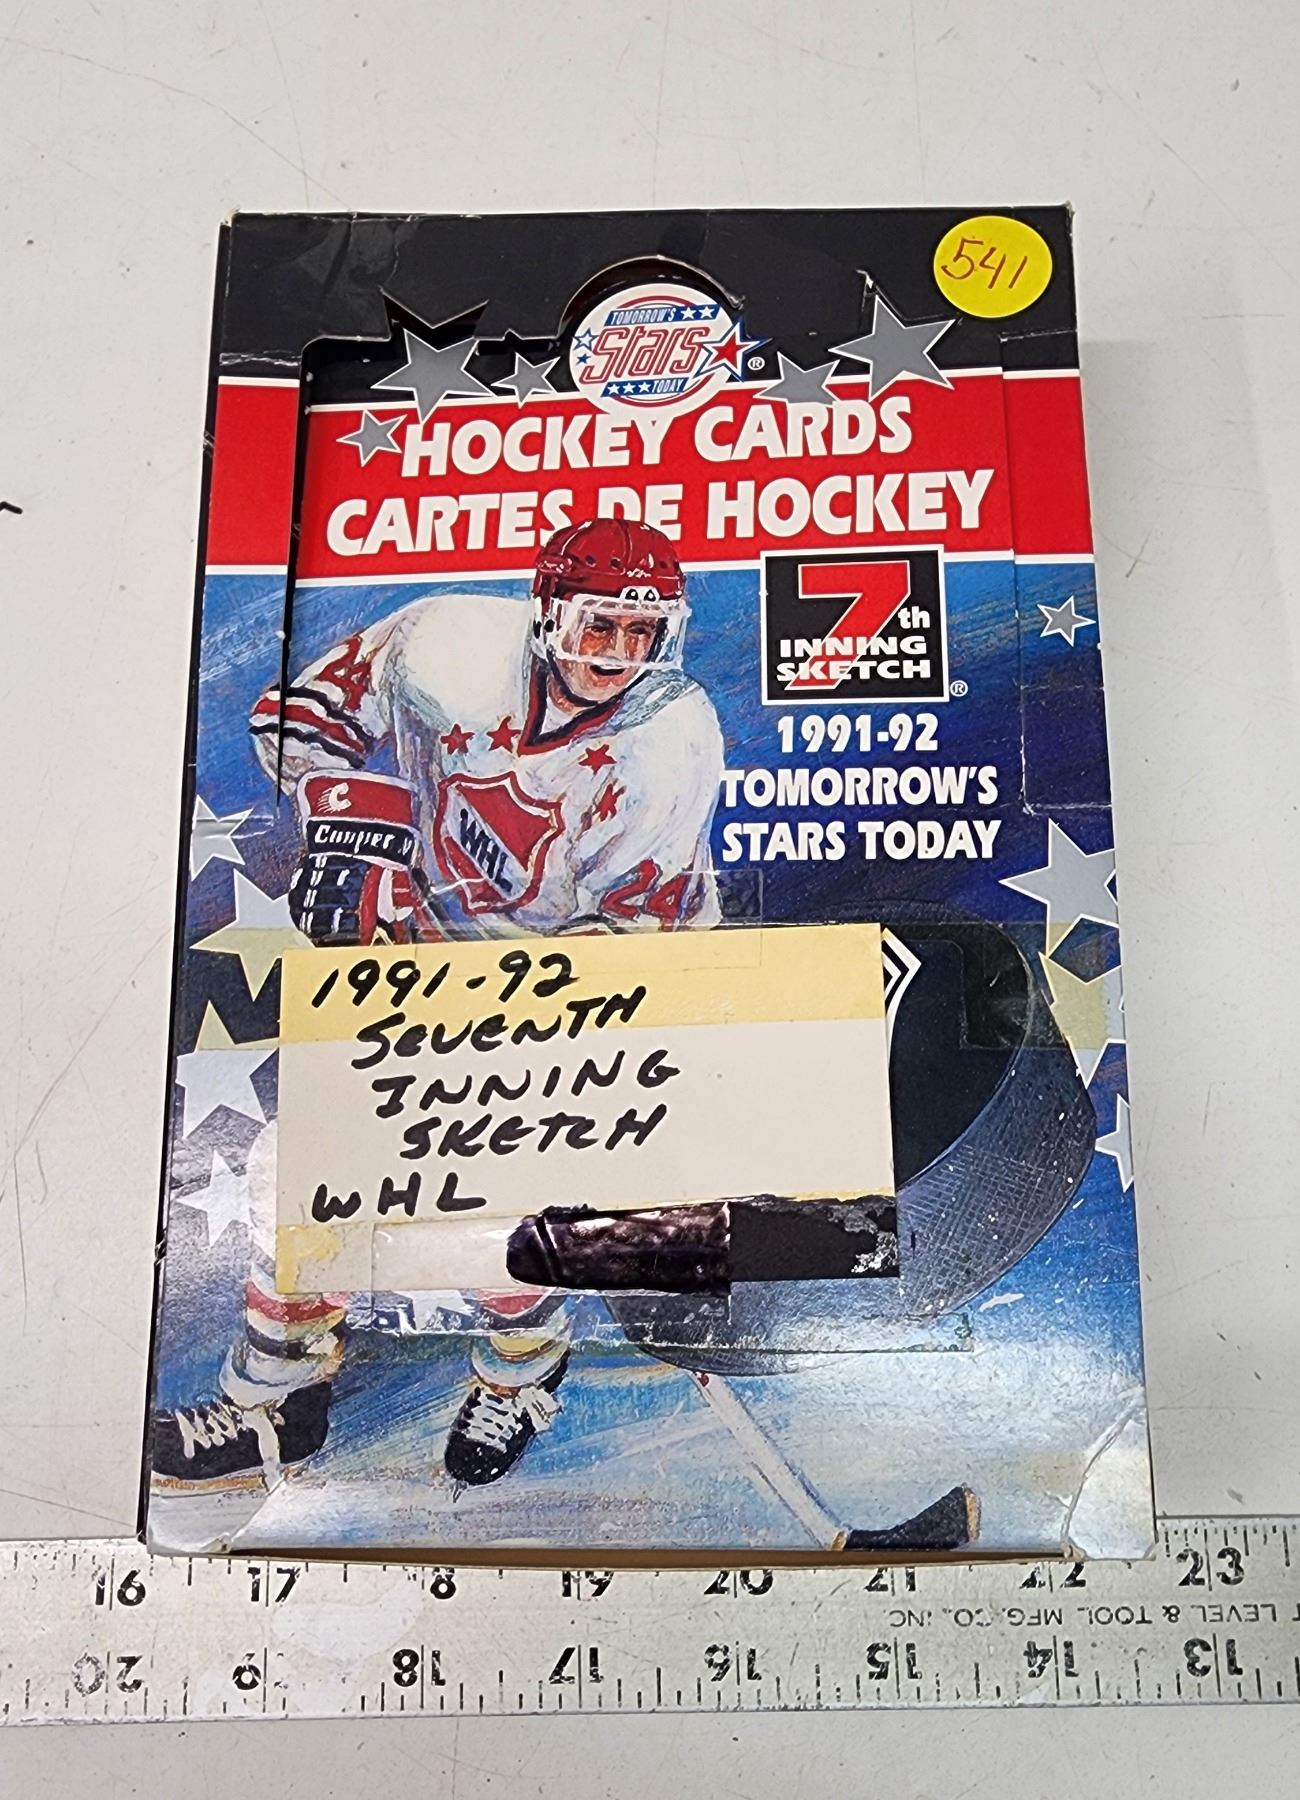 541
TOMORROW'S
Stars
TODAY
®
HOCKEY CARDS
CARTES DE HOCKEY
7th
INNING
SKETCH
®
1991-92
TOMORROW'S
STARS TODAY
24
C
Cooper
WHL
24
1991-92
SEVENTH
INNING
SKETCH
WHL
16 17 18 19 20 21 22 23
T LEVEL & TOOL MFG. CO. INC
20 19 18 17 16 15 14 13